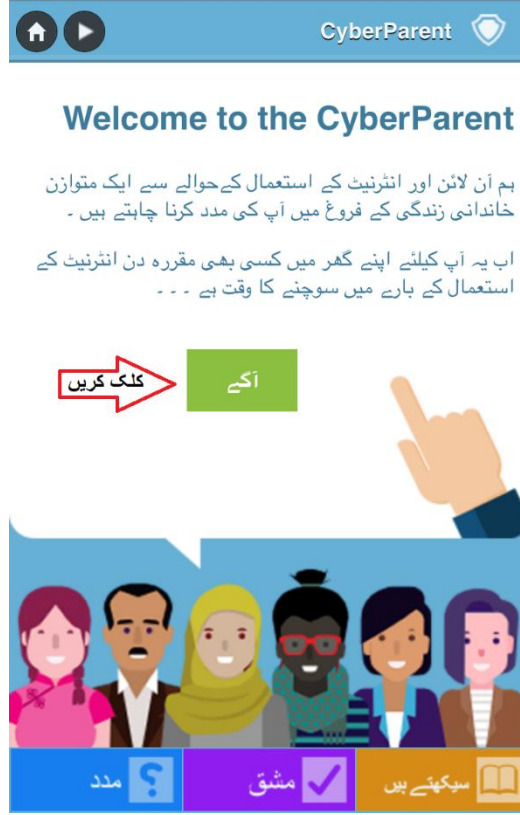 CyberParent
Welcome to the CyberParent
ہم آن لائن اور انٹرنیٹ کے استعمال کےحوالے سے ایک متوازن
خاندانی زندگی کے فروغ میں آپ کی مدد کرنا چاہتے ہیں ۔
اب یہ آپ کیلئے اپنے گھر میں کسی بھی مقررہ دن انٹرنیٹ کے
استعمال کے بارے میں سوچنے کا وقت ہے ۔ ۔ ۔
آگے
کلک کریں
سیکھتے ہیں
مشق
مدد